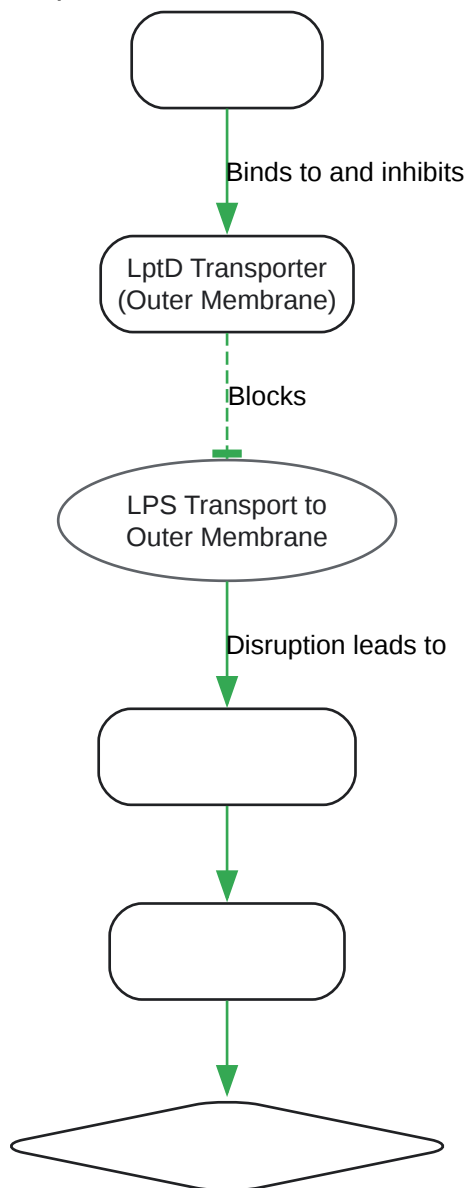 Binds to and inhibits
LptD Transporter
(Outer Membrane)
Blocks
LPS Transport to
Outer Membrane
Disruption leads to